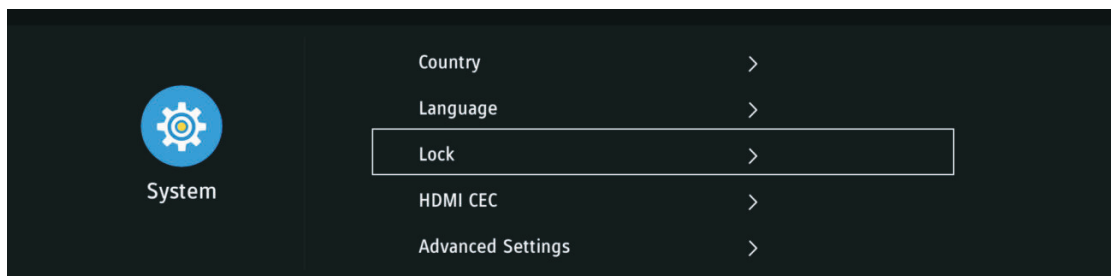 System
Country
Language
Lock
HDMI CEC
Advanced Settings